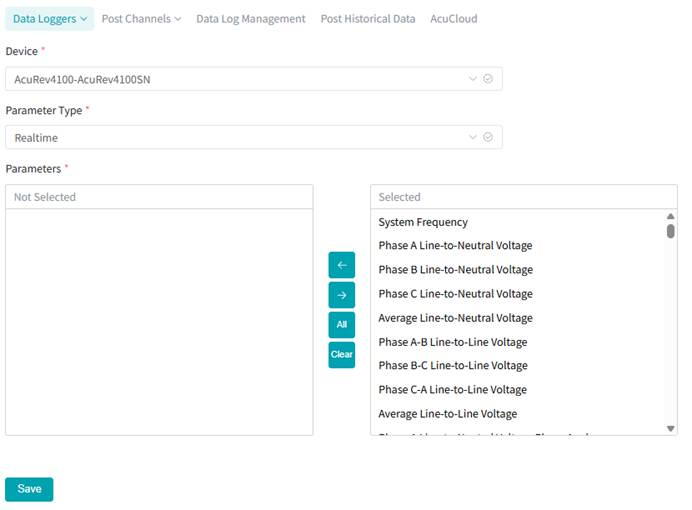 Data Loggers Post Channels Data Log Management Post Historical Data AcuCloud
Device *
AcuRev4100-AcuRev4100SN
Parameter Type *
Realtime
Parameters *
Not Selected
Selected
System Frequency
Phase A Line-to-Neutral Voltage
Phase B Line-to-Neutral Voltage
Phase C Line-to-Neutral Voltage
Average Line-to-Neutral Voltage
Phase A-B Line-to-Line Voltage
Phase B-C Line-to-Line Voltage
Phase C-A Line-to-Line Voltage
Average Line-to-Line Voltage
All
Clear
Save